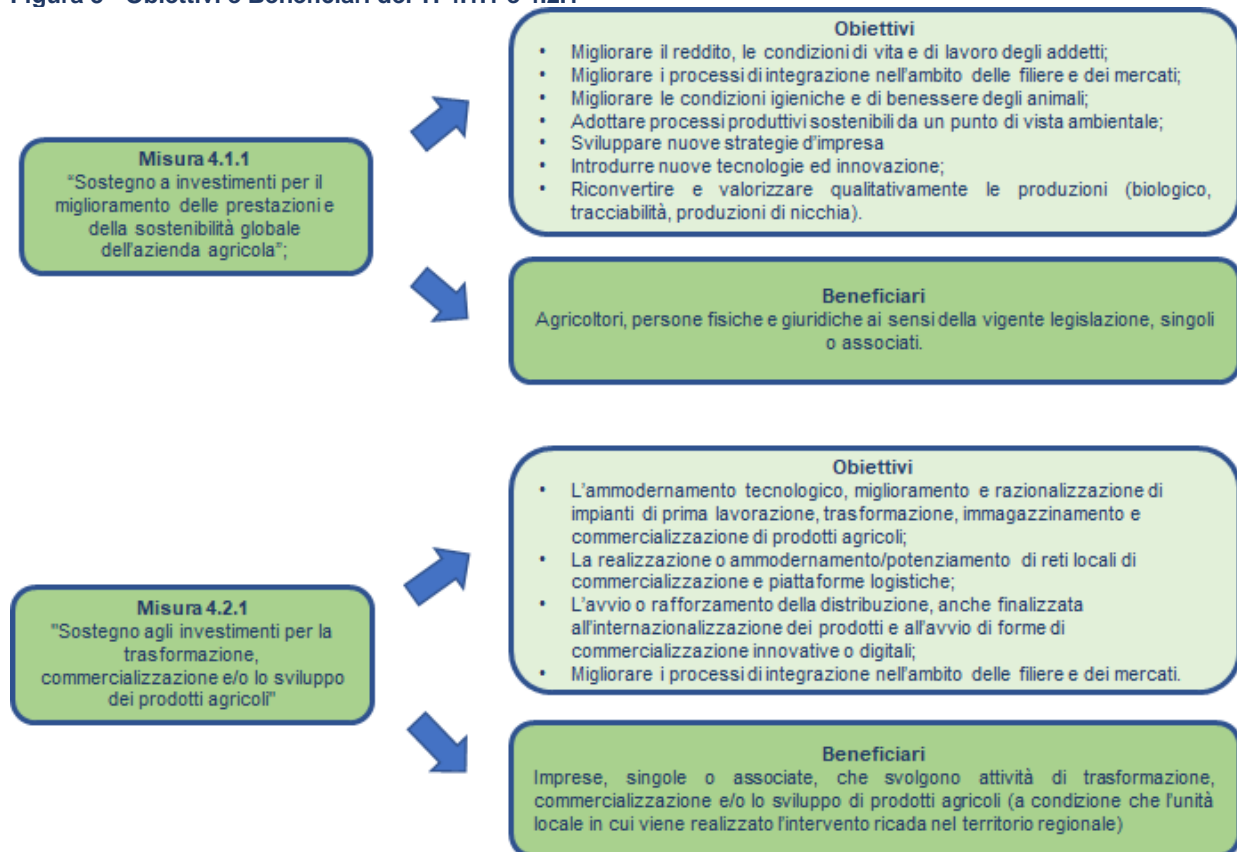 Obiettivi
• Migliorare il reddito, le condizioni di vita e di lavoro degli addetti;
• Migliorare i processi di integrazione nell'ambito delle filiere e dei mercati;
• Migliorare le condizioni igieniche e di benessere degli animali;
• Adottare processi produttivi sostenibili da un punto di vista ambientale;
• Sviluppare nuove strategie d'impresa
• Introdurre nuove tecnologie ed innovazione;
• Riconvertire e valorizzare qualitativamente le produzioni (biologico,
tracciabilità, produzioni di nicchia).
Misura 4.1.1
"Sostegno a investimenti per il
miglioramento delle prestazioni e
della sostenibilità globale
dell'azienda agricola";
Beneficiari
Agricoltori, persone fisiche e giuridiche ai sensi della vigente legislazione, singoli
o associati.
Obiettivi
• L'ammodernamento tecnologico, miglioramento e razionalizzazione di
impianti di prima lavorazione, trasformazione, immagazzinamento e
commercializzazione di prodotti agricoli;
• La realizzazione o ammodernamento/potenziamento di reti locali di
commercializzazione e piattaforme logistiche;
• L'avvio o rafforzamento della distribuzione, anche finalizzata
all'internazionalizzazione dei prodotti e all'avvio di forme di
commercializzazione innovative o digitali;
• Migliorare i processi di integrazione nell'ambito delle filiere e dei mercati.
Misura 4.2.1
"Sostegno agli investimenti per la
trasformazione,
commercializzazione e/o lo sviluppo
dei prodotti agricoli"
Beneficiari
Imprese, singole o associate, che svolgono attività di trasformazione,
commercializzazione e/o lo sviluppo di prodotti agricoli (a condizione che l'unità
locale in cui viene realizzato l'intervento ricada nel territorio regionale)